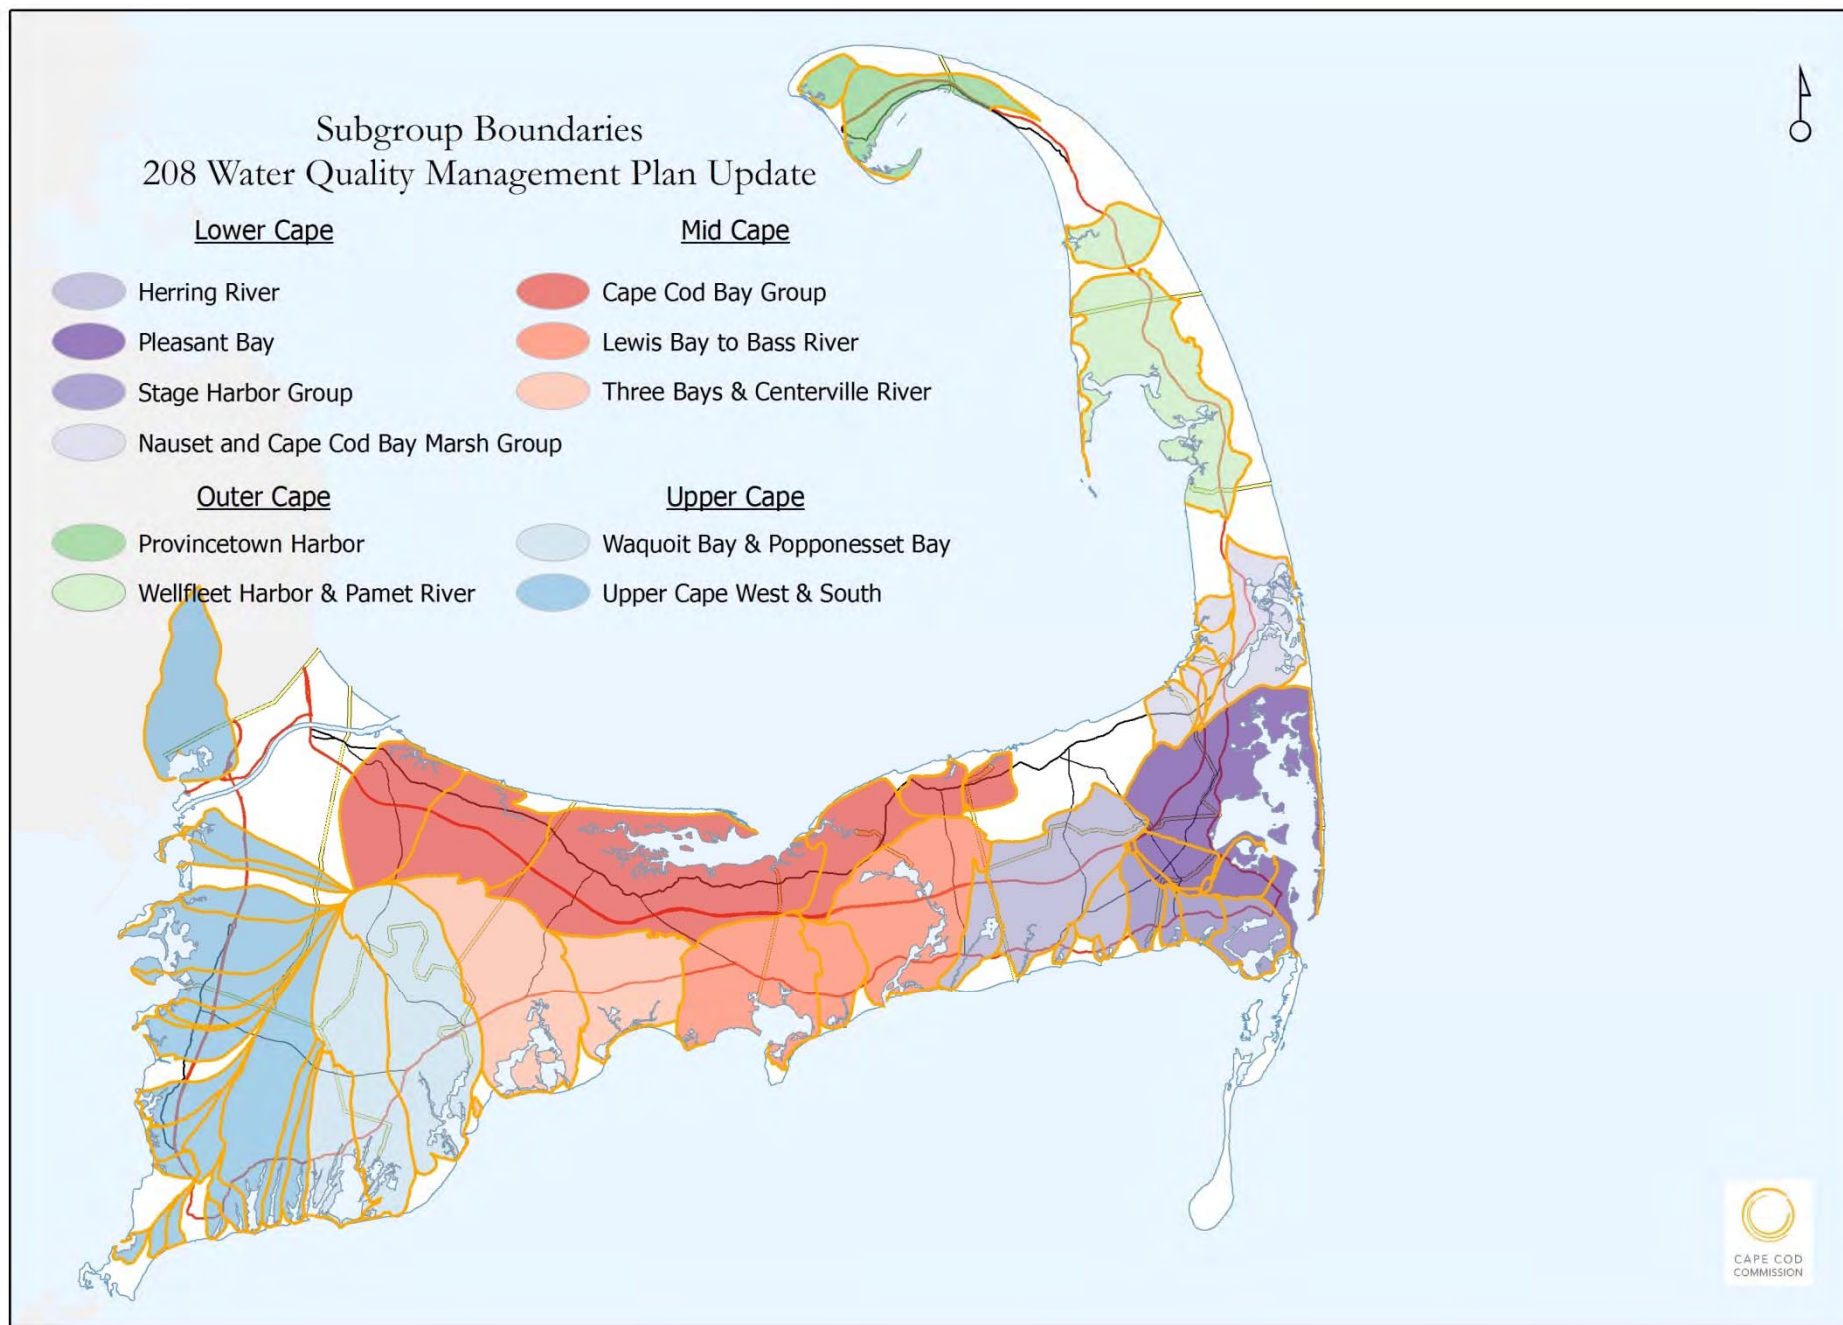 Subgroup Boundaries
208 Water Quality Management Plan Update
Lower Cape
Herring River
Pleasant Bay
Stage Harbor Group
Nauset and Cape Cod Bay Marsh Group
Mid Cape
Cape Cod Bay Group
Lewis Bay to Bass River
Three Bays & Centerville River
Outer Cape
Provincetown Harbor
Wellfleet Harbor & Pamet River
Upper Cape
Waquoit Bay & Popponesset Bay
Upper Cape West & South
CAPE COD
COMMISSION